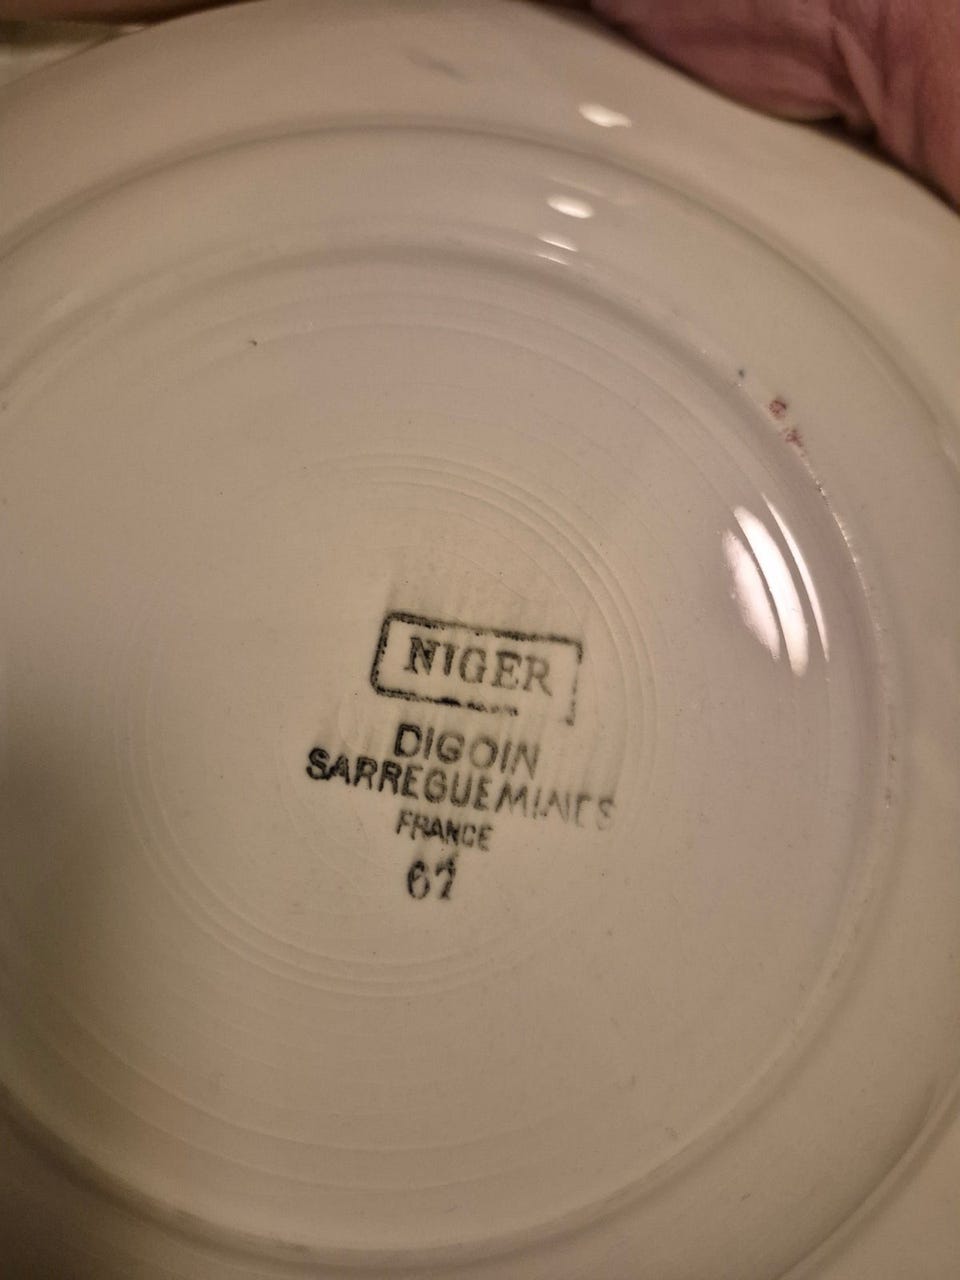 NIGER
DIGOIN
SARREGUEMINES
FRANCE
67